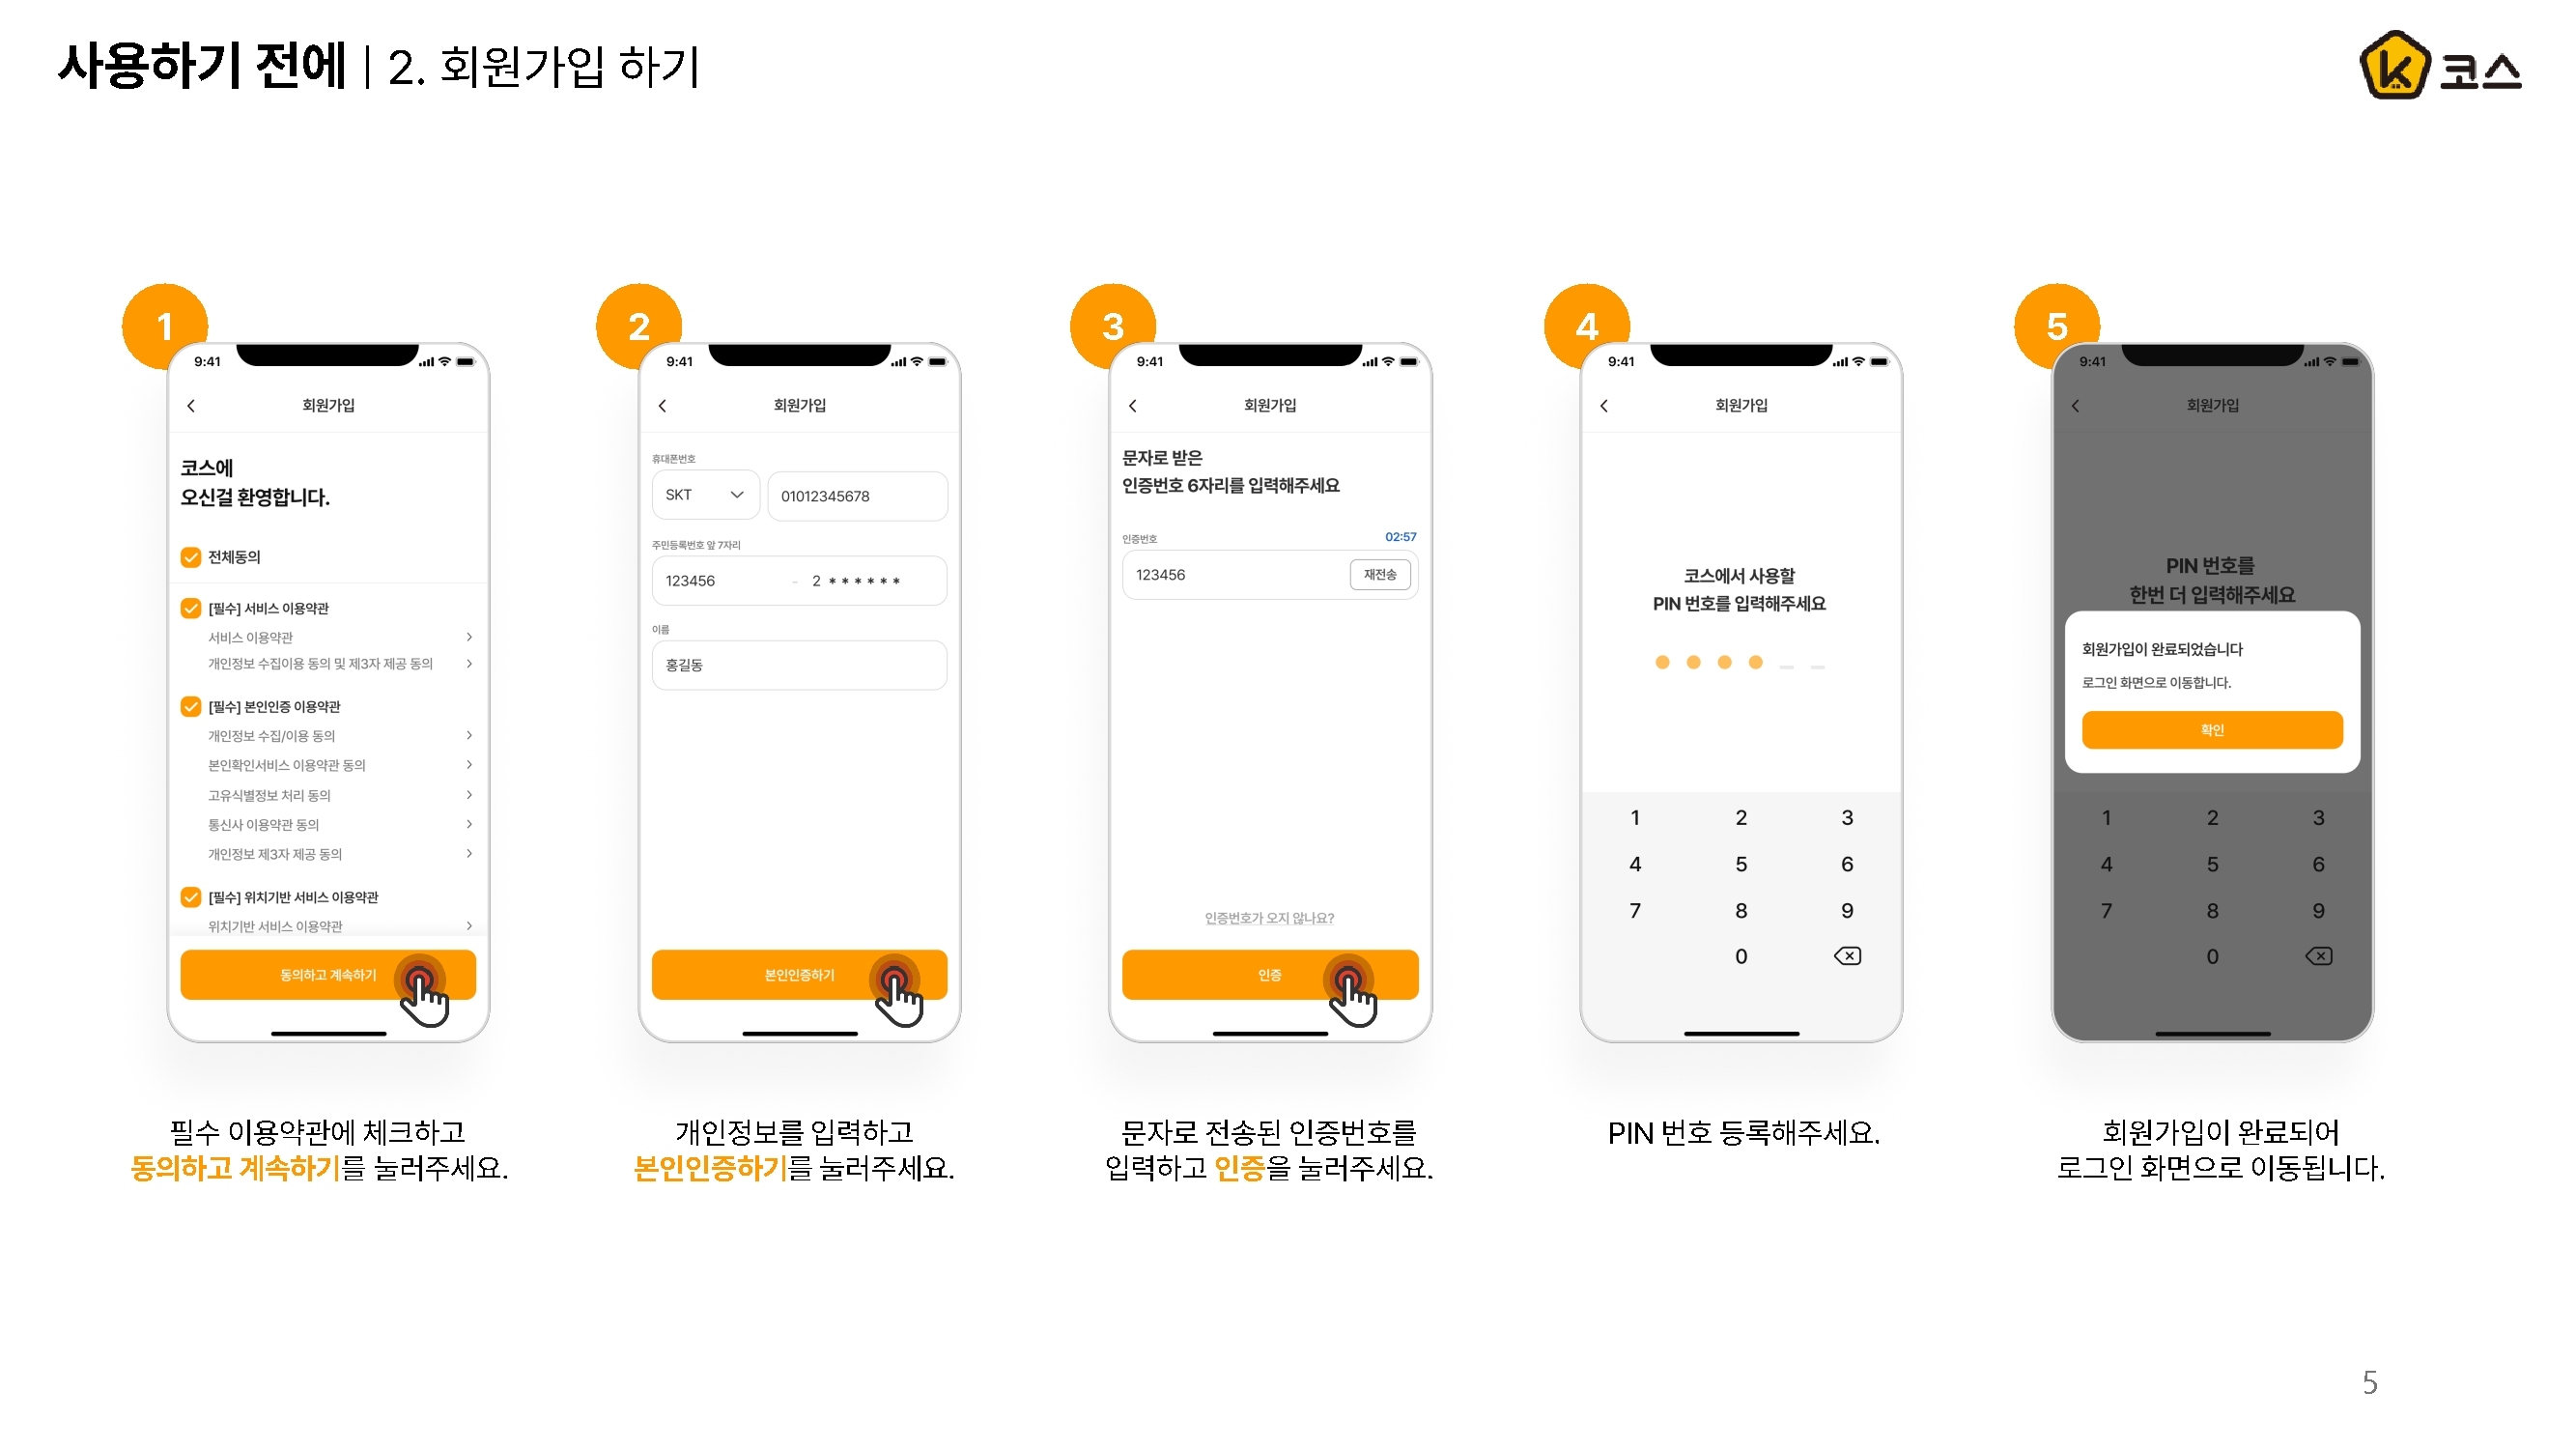 사용하기 전에 | 2. 회원가입 하기
k 코스
1
9:41
회원가입
코스에
오신걸 환영합니다.
전체동의
[필수] 서비스 이용약관
서비스 이용약관
개인정보 수집이용 동의 및 제3자 제공 동의
[필수] 본인인증 이용약관
개인정보 수집/이용 동의
본인확인서비스 이용약관 동의
고유식별정보 처리 동의
통신사 이용약관 동의
개인정보 제3자 제공 동의
[필수] 위치기반 서비스 이용약관
위치기반 서비스 이용약관
동의하고 계속하기
필수 이용약관에 체크하고
동의하고 계속하기를 눌러주세요.
2
9:41
회원가입
휴대폰번호
SKT 01012345678
주민등록번호 앞 7자리
123456 - 2 ******
이름
홍길동
본인인증하기
개인정보를 입력하고
본인인증하기를 눌러주세요.
3
9:41
회원가입
문자로 받은
인증번호 6자리를 입력해주세요
인증번호 02:57
123456 재전송
인증번호가 오지 않나요?
인증
문자로 전송된 인증번호를
입력하고 인증을 눌러주세요.
4
9:41
회원가입
코스에서 사용할
PIN 번호를 입력해주세요
1 2 3
4 5 6
7 8 9
0
PIN 번호 등록해주세요.
5
9:41
회원가입
PIN 번호를
한번 더 입력해주세요
회원가입이 완료되었습니다
로그인 화면으로 이동합니다.
확인
1 2 3
4 5 6
7 8 9
0
회원가입이 완료되어
로그인 화면으로 이동됩니다.
5